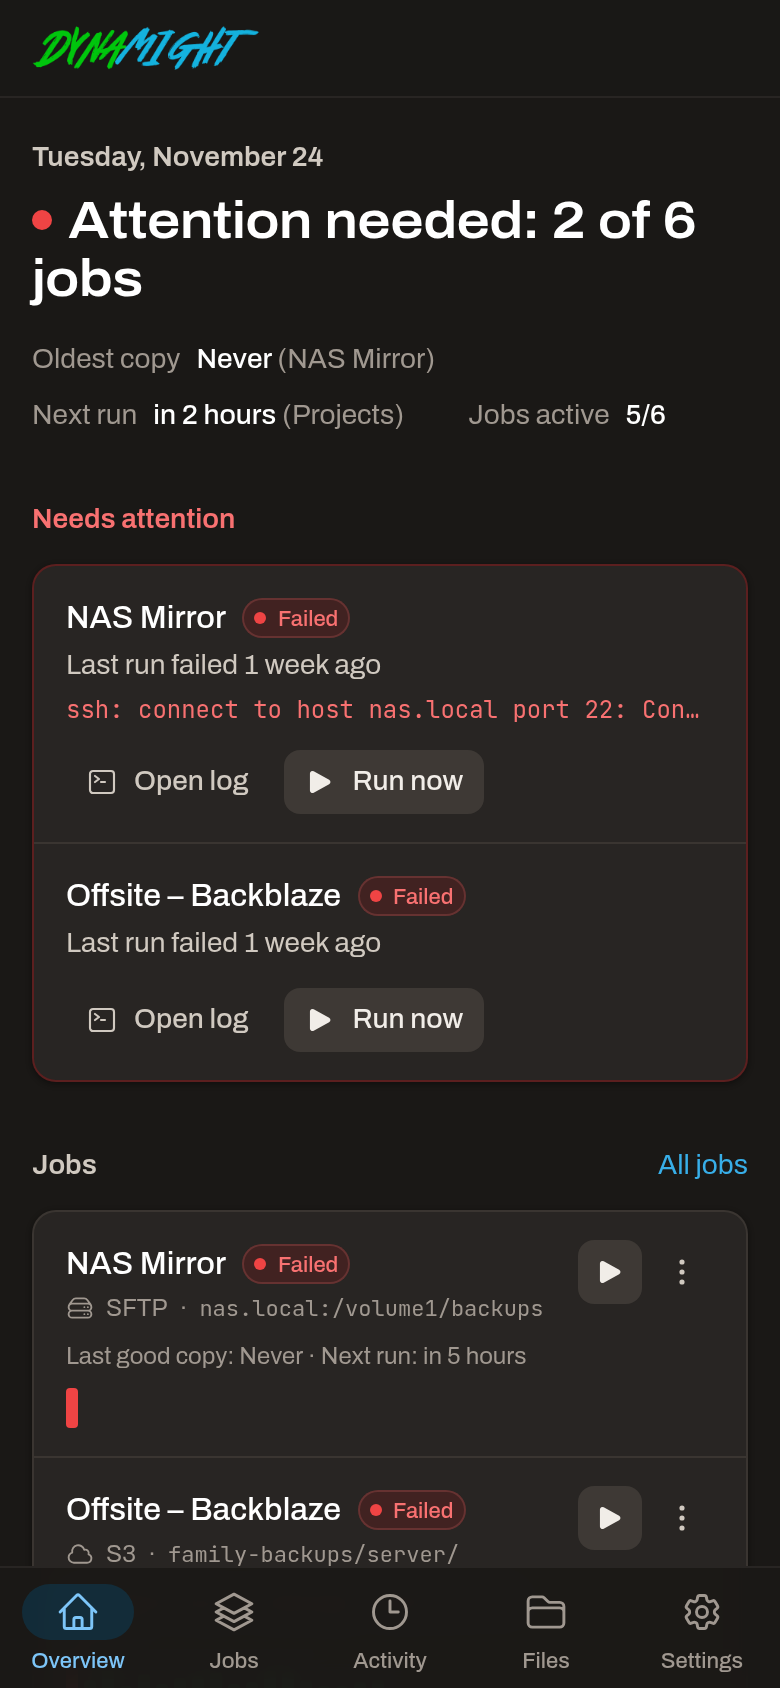 DYNAMIGHT
Tuesday, November 24
Attention needed: 2 of 6
jobs
Oldest copy Never (NAS Mirror)
Next run in 2 hours (Projects) Jobs active 5/6
Needs attention
NAS Mirror Failed
Last run failed 1 week ago
ssh: connect to host nas.local port 22: Con…
Open log Run now
Offsite – Backblaze Failed
Last run failed 1 week ago
Open log Run now
Jobs All jobs
NAS Mirror Failed
SFTP · nas.local:/volume1/backups
Last good copy: Never · Next run: in 5 hours
Offsite – Backblaze Failed
S3 · family-backups/server/
Overview Jobs Activity Files Settings